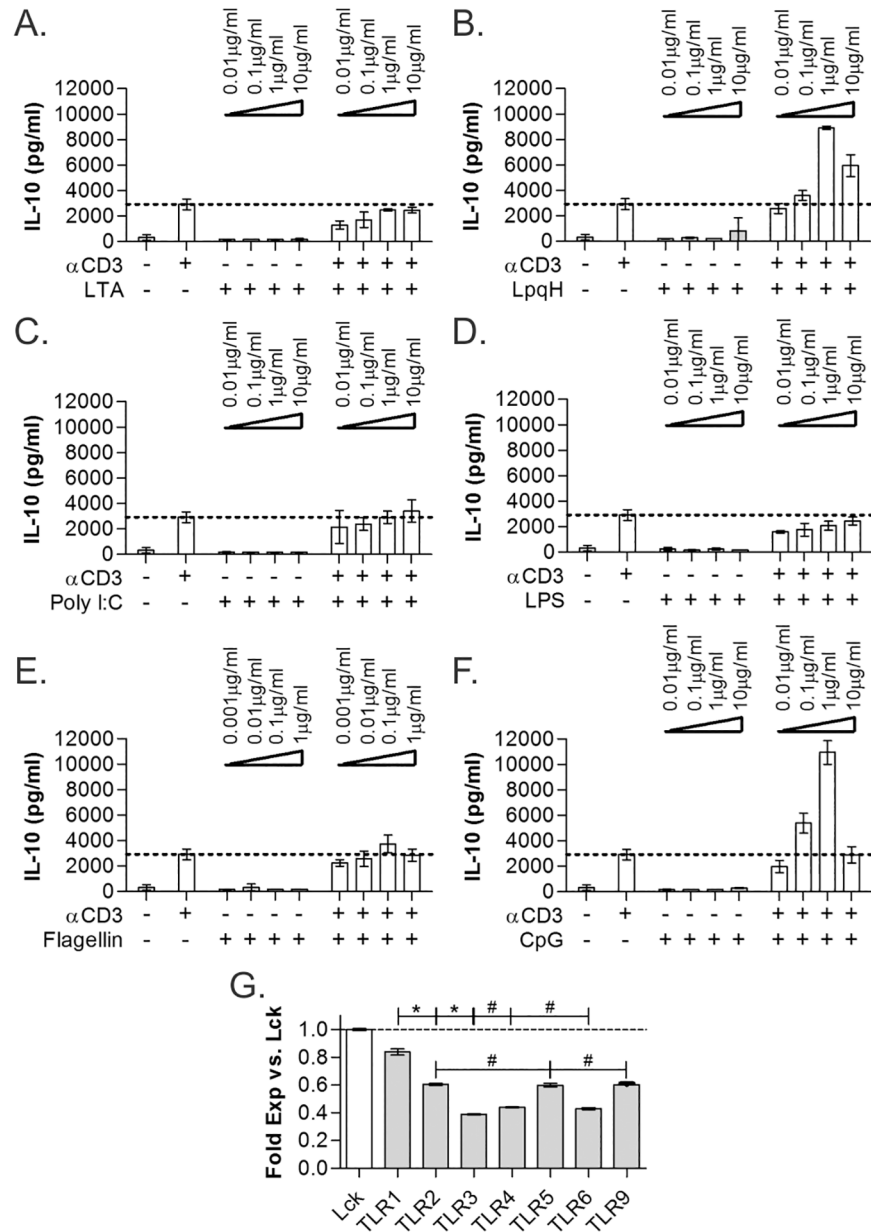 A.
0.01µg/ml
0.1µg/ml
1µg/ml
10µg/ml
0.01µg/ml
0.1µg/ml
1µg/ml
10µg/ml
IL-10 (pg/ml)
12000
10000
8000
6000
4000
2000
0
αCD3 - + - - - - + + + +
LTA - - + + + + + + + +
B.
0.01µg/ml
0.1µg/ml
1µg/ml
10µg/ml
0.01µg/ml
0.1µg/ml
1µg/ml
10µg/ml
IL-10 (pg/ml)
12000
10000
8000
6000
4000
2000
0
αCD3 - + - - - - + + + +
LpqH - - + + + + + + + +
C.
0.01µg/ml
0.1µg/ml
1µg/ml
10µg/ml
0.01µg/ml
0.1µg/ml
1µg/ml
10µg/ml
IL-10 (pg/ml)
12000
10000
8000
6000
4000
2000
0
αCD3 - + - - - - + + + +
Poly I:C - - + + + + + + + +
D.
0.01µg/ml
0.1µg/ml
1µg/ml
10µg/ml
0.01µg/ml
0.1µg/ml
1µg/ml
10µg/ml
IL-10 (pg/ml)
12000
10000
8000
6000
4000
2000
0
αCD3 - + - - - - + + + +
LPS - - + + + + + + + +
E.
0.001µg/ml
0.01µg/ml
0.1µg/ml
1µg/ml
0.001µg/ml
0.01µg/ml
0.1µg/ml
1µg/ml
IL-10 (pg/ml)
12000
10000
8000
6000
4000
2000
0
αCD3 - + - - - - + + + +
Flagellin - - + + + + + + + +
F.
0.01µg/ml
0.1µg/ml
1µg/ml
10µg/ml
0.01µg/ml
0.1µg/ml
1µg/ml
10µg/ml
IL-10 (pg/ml)
12000
10000
8000
6000
4000
2000
0
αCD3 - + - - - - + + + +
CpG - - + + + + + + + +
G.
* * # #
# #
Fold Exp vs. Lck
1.0
0.8
0.6
0.4
0.2
0.0
Lck
TLR1
TLR2
TLR3
TLR4
TLR5
TLR6
TLR9